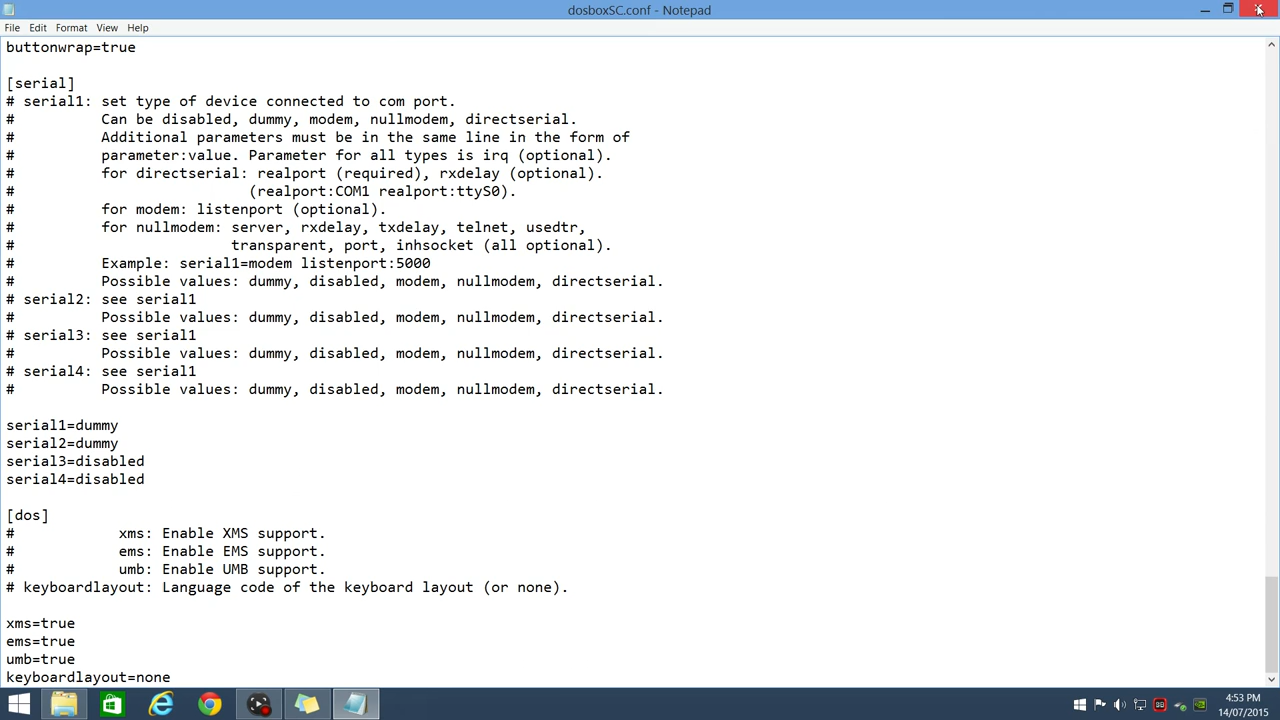 dosboxSC.conf - Notepad
File Edit Format View Help
buttonwrap=true
[serial]
# serial1: set type of device connected to com port.
# Can be disabled, dummy, modem, nullmodem, directserial.
# Additional parameters must be in the same line in the form of
# parameter:value. Parameter for all types is irq (optional).
# for directserial: realport (required), rxdelay (optional).
# (realport:COM1 realport:ttyS0).
# for modem: listenport (optional).
# for nullmodem: server, rxdelay, txdelay, telnet, usedtr,
# transparent, port, inhsocket (all optional).
# Example: serial1=modem listenport:5000
# Possible values: dummy, disabled, modem, nullmodem, directserial.
# serial2: see serial1
# Possible values: dummy, disabled, modem, nullmodem, directserial.
# serial3: see serial1
# Possible values: dummy, disabled, modem, nullmodem, directserial.
# serial4: see serial1
# Possible values: dummy, disabled, modem, nullmodem, directserial.
serial1=dummy
serial2=dummy
serial3=disabled
serial4=disabled
[dos]
# xms: Enable XMS support.
# ems: Enable EMS support.
# umb: Enable UMB support.
# keyboardlayout: Language code of the keyboard layout (or none).
xms=true
ems=true
umb=true
keyboardlayout=none
4:53 PM
14/07/2015